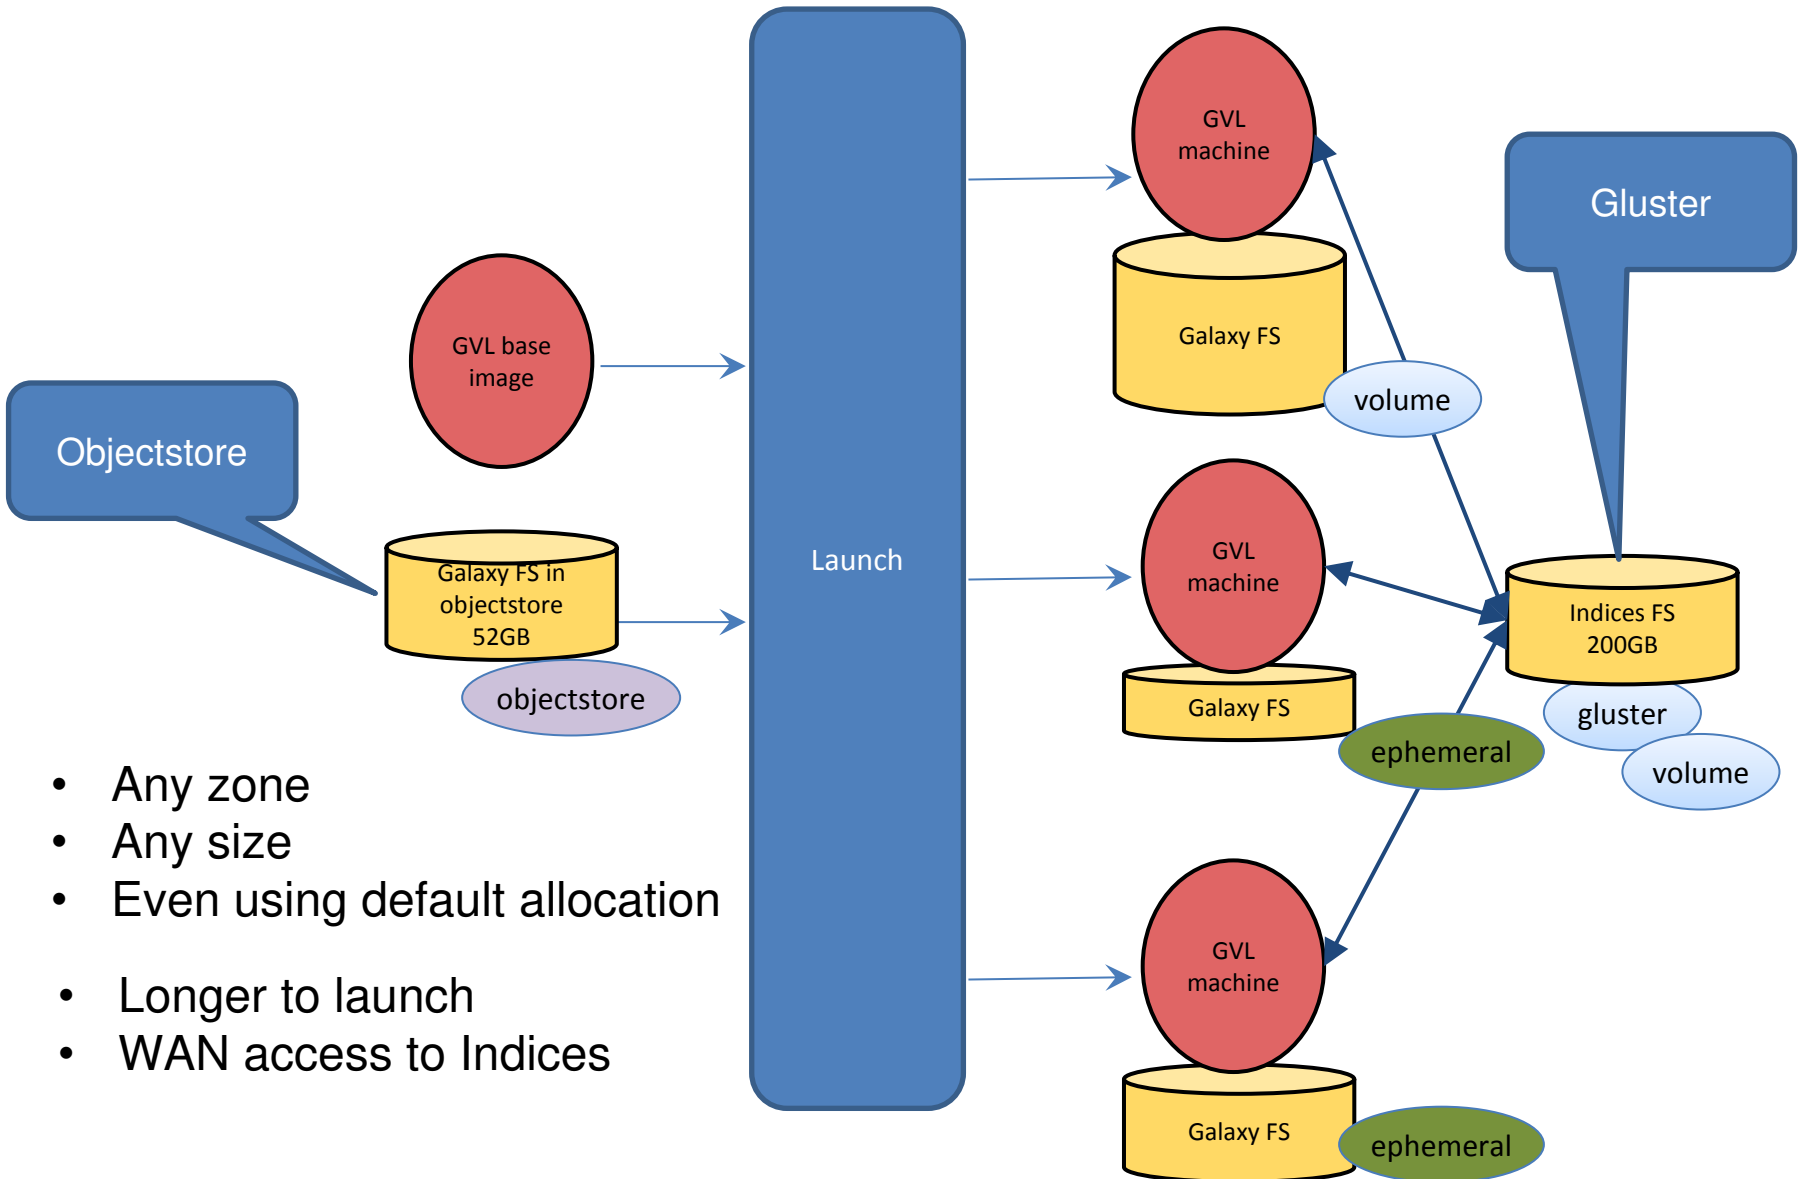 GVL
machine
Gluster
GVL base
image
Galaxy FS
volume
Objectstore
Launch
Galaxy FS in
objectstore
52GB
GVL
machine
Indices FS
200GB
objectstore
Galaxy FS
gluster
ephemeral
volume
• Any zone
• Any size
• Even using default allocation
• Longer to launch
• WAN access to Indices
GVL
machine
Galaxy FS
ephemeral